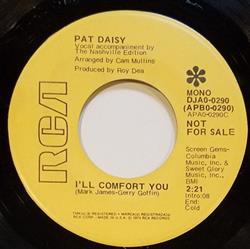 PAT DAISY
Vocal accompaniment by
The Nashville Edition
Arranged by Cam Mullins
Produced by Roy Dea
RCA
MONO
DJA0-0290
(APB0-0290)
APA0-0290C
NOT
FOR SALE
Screen Gems-
Columbia
Music, Inc. &
Sweet Glory
Music, Inc.,
BMI
2:21
Intro:08
End:
Cold
I'LL COMFORT YOU
(Mark James-Gerry Goffin)